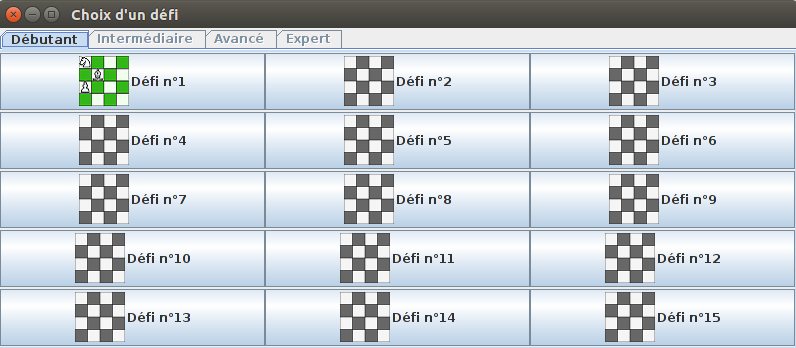 Choix d'un défi
Débutant Intermédiaire Avancé Expert
Défi n°1 Défi n°2 Défi n°3
Défi n°4 Défi n°5 Défi n°6
Défi n°7 Défi n°8 Défi n°9
Défi n°10 Défi n°11 Défi n°12
Défi n°13 Défi n°14 Défi n°15